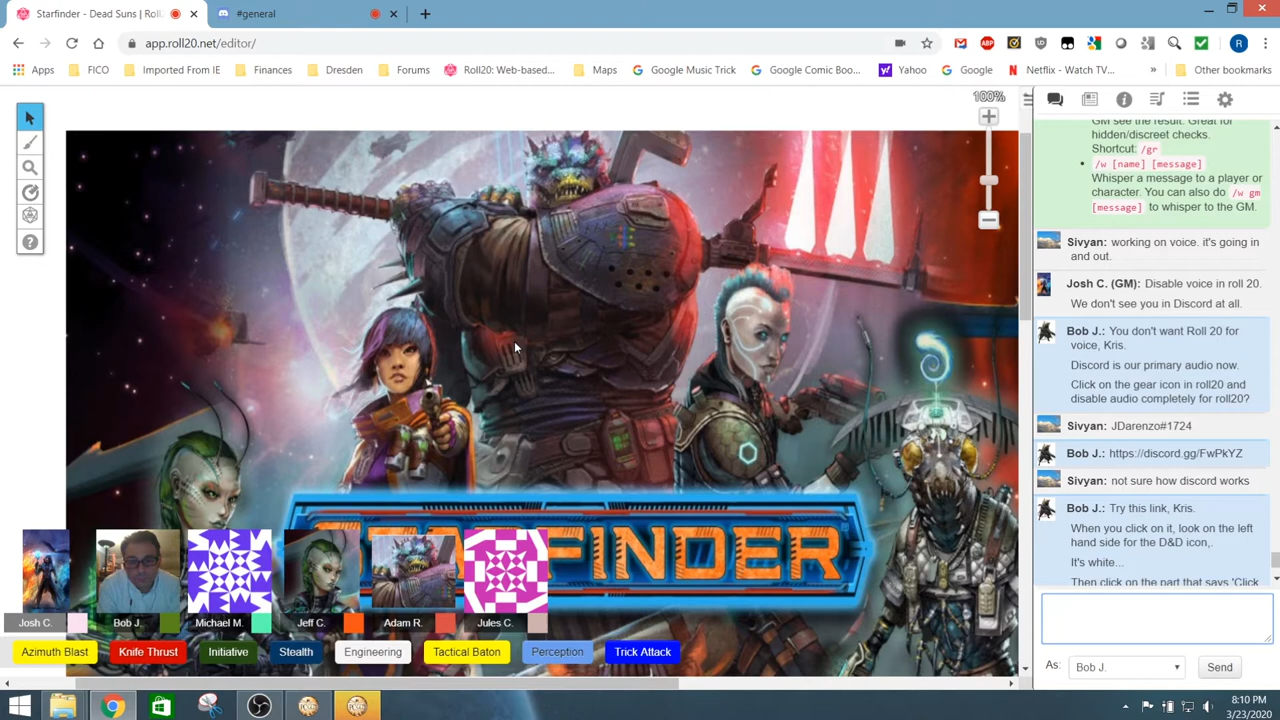 Starfinder - Dead Suns | Roll20
#general
app.roll20.net/editor/
Apps FICO Imported From IE Finances Dresden Forums Roll20: Web-based... Maps Google Music Trick Google Comic Boo... Yahoo Google Netflix - Watch TV... » Other bookmarks
100%
GM see the result. Great for
hidden/discreet checks.
Shortcut: /gr
/w [name] [message]
Whisper a message to a player or
character. You can also do /w gm
[message] to whisper to the GM.
Sivyan: working on voice. it's going in
and out.
Josh C. (GM): Disable voice in roll 20.
We don't see you in Discord at all.
Bob J.: You don't want Roll 20 for
voice, Kris.
Discord is our primary audio now.
Click on the gear icon in roll20 and
disable audio completely for roll20?
Sivyan: JDarenzo#1724
Bob J.: https://discord.gg/FwPkYZ
Sivyan: not sure how discord works
Bob J.: Try this link, Kris.
When you click on it, look on the left
hand side for the D&D icon,.
It's white...
Then click on the part that says 'Click
FINDER
Josh C. Bob J. Michael M. Jeff C. Adam R. Jules C.
Azimuth Blast Knife Thrust Initiative Stealth Engineering Tactical Baton Perception Trick Attack
As: Bob J. Send
8:10 PM
3/23/2020